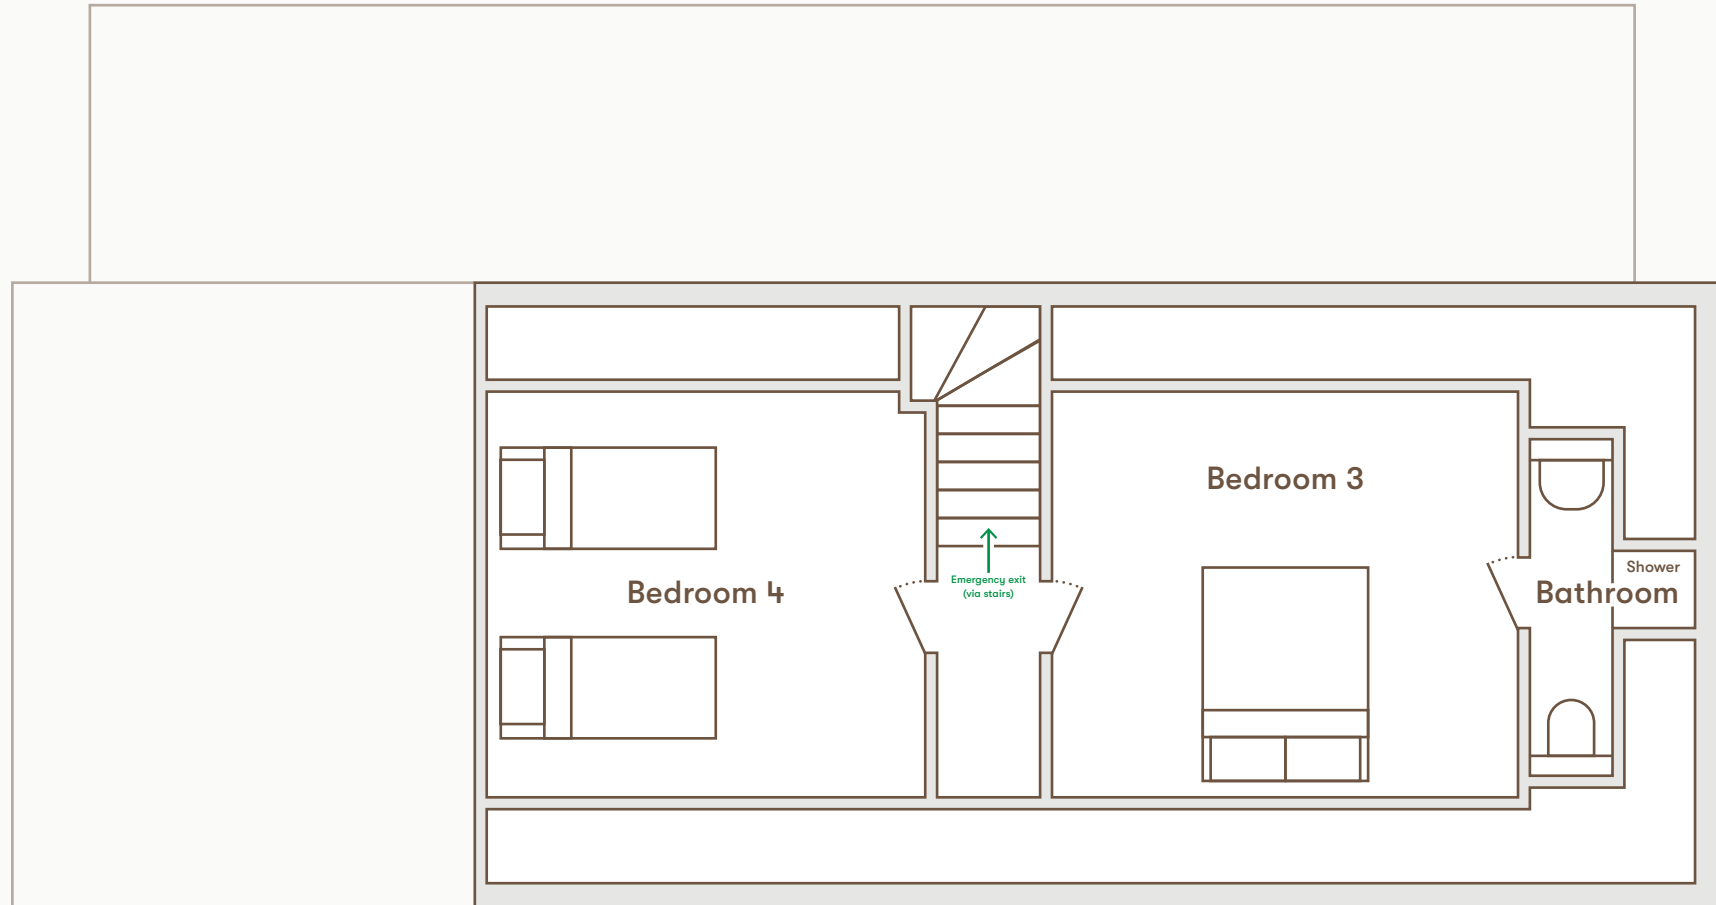 Bedroom 3
Shower
Emergency exit
(via stairs)
Bedroom 4
Bathroom